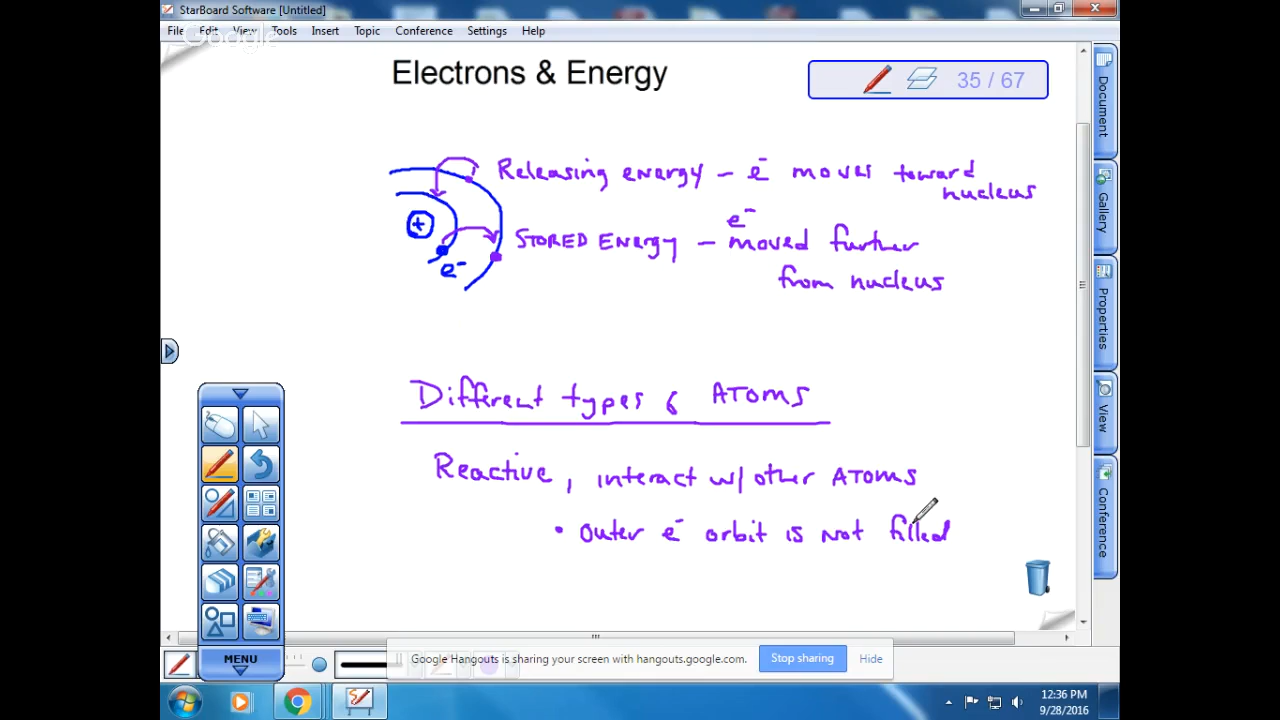 StarBoard Software [Untitled]
File Edit View Tools Insert Topic Conference Settings Help
Google
Electrons & Energy
35 / 67
Releasing energy – e⁻ moves toward
nucleus
e⁻
STORED Energy – moved further
from nucleus
+
e⁻
Different types of ATOMS
Reactive, interact w/ other ATOMS
• Outer e⁻ orbit is not filled
Document
Gallery
Properties
View
Conference
MENU
Google Hangouts is sharing your screen with hangouts.google.com. Stop sharing Hide
12:36 PM
9/28/2016